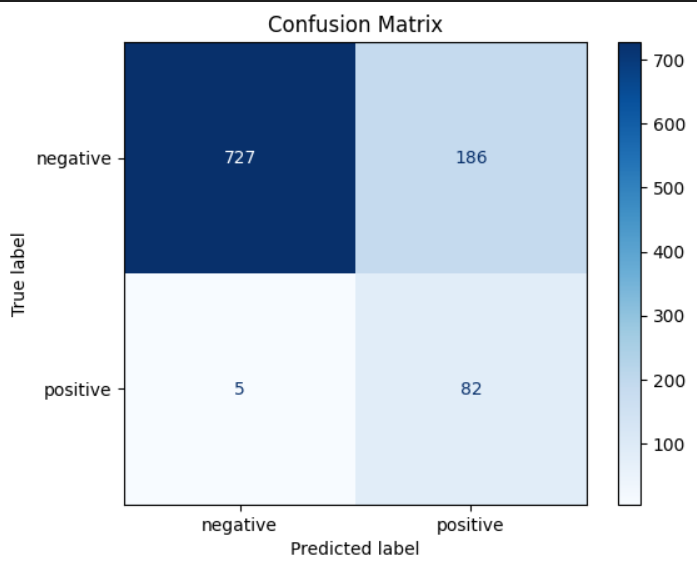 Confusion Matrix
True label
negative
727
186
positive
5
82
negative
positive
Predicted label
700
600
500
400
300
200
100